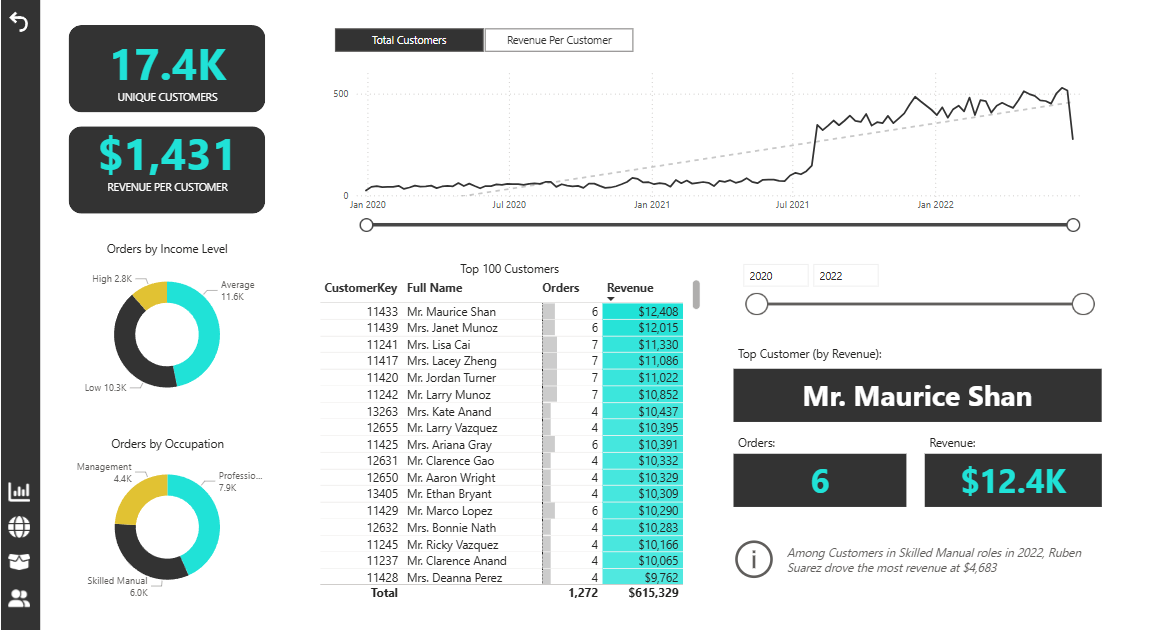 17.4K
UNIQUE CUSTOMERS
$1,431
REVENUE PER CUSTOMER
Total Customers
Revenue Per Customer
500
0
Jan 2020
Jul 2020
Jan 2021
Jul 2021
Jan 2022
Orders by Income Level
High 2.8K
Average
11.6K
Low 10.3K
Orders by Occupation
Management
4.4K
Professio...
7.9K
Skilled Manual
6.0K
Top 100 Customers
CustomerKey Full Name Orders Revenue
11433 Mr. Maurice Shan 6 $12,408
11439 Mrs. Janet Munoz 6 $12,015
11241 Mrs. Lisa Cai 7 $11,330
11417 Mrs. Lacey Zheng 7 $11,086
11420 Mr. Jordan Turner 7 $11,022
11242 Mr. Larry Munoz 7 $10,852
13263 Mrs. Kate Anand 4 $10,437
12655 Mr. Larry Vazquez 4 $10,395
11425 Mrs. Ariana Gray 6 $10,391
12631 Mr. Clarence Gao 4 $10,332
12650 Mr. Aaron Wright 4 $10,329
13405 Mr. Ethan Bryant 4 $10,309
11429 Mr. Marco Lopez 6 $10,290
12632 Mrs. Bonnie Nath 4 $10,283
11245 Mr. Ricky Vazquez 4 $10,166
11237 Mr. Clarence Anand 4 $10,065
11428 Mrs. Deanna Perez 4 $9,762
Total 1,272 $615,329
2020
2022
Top Customer (by Revenue):
Mr. Maurice Shan
Orders:
6
Revenue:
$12.4K
Among Customers in Skilled Manual roles in 2022, Ruben
Suarez drove the most revenue at $4,683